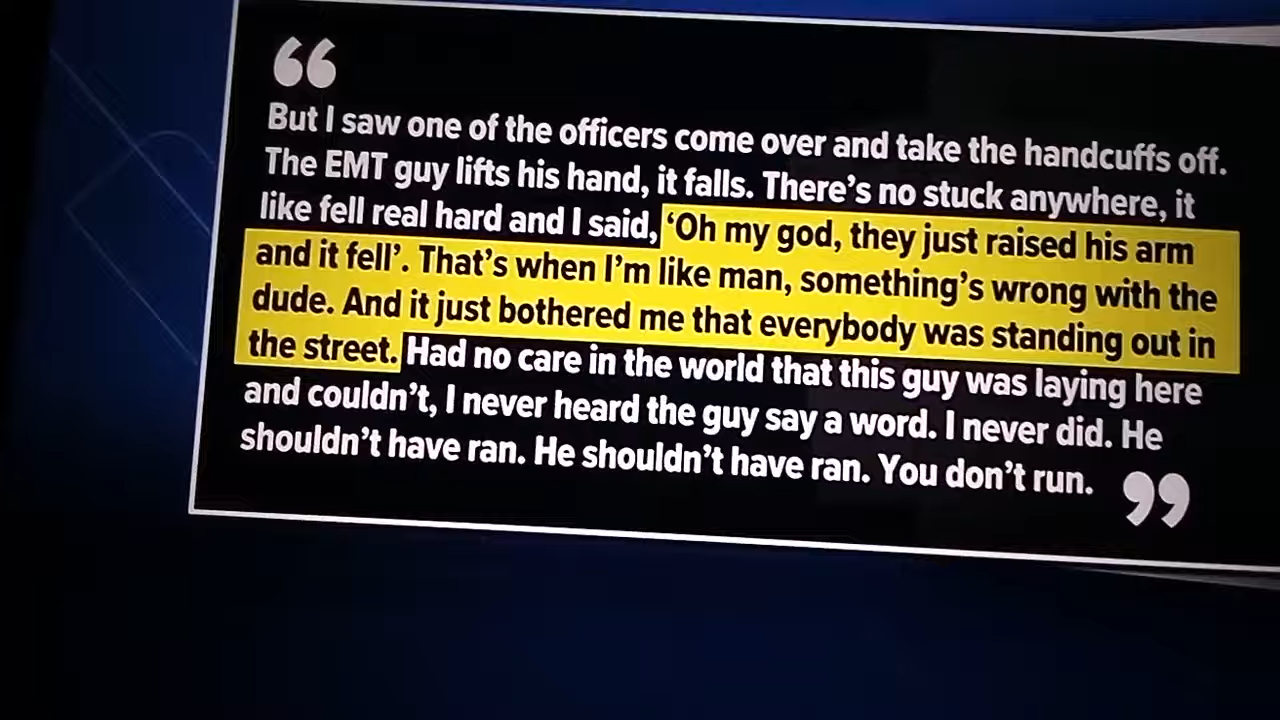 “
But I saw one of the officers come over and take the handcuffs off.
The EMT guy lifts his hand, it falls. There’s no stuck anywhere, it
like fell real hard and I said, ‘Oh my god, they just raised his arm
and it fell’. That’s when I’m like man, something’s wrong with the
dude. And it just bothered me that everybody was standing out in
the street. Had no care in the world that this guy was laying here
and couldn’t, I never heard the guy say a word. I never did. He
shouldn’t have ran. He shouldn’t have ran. You don’t run.
”